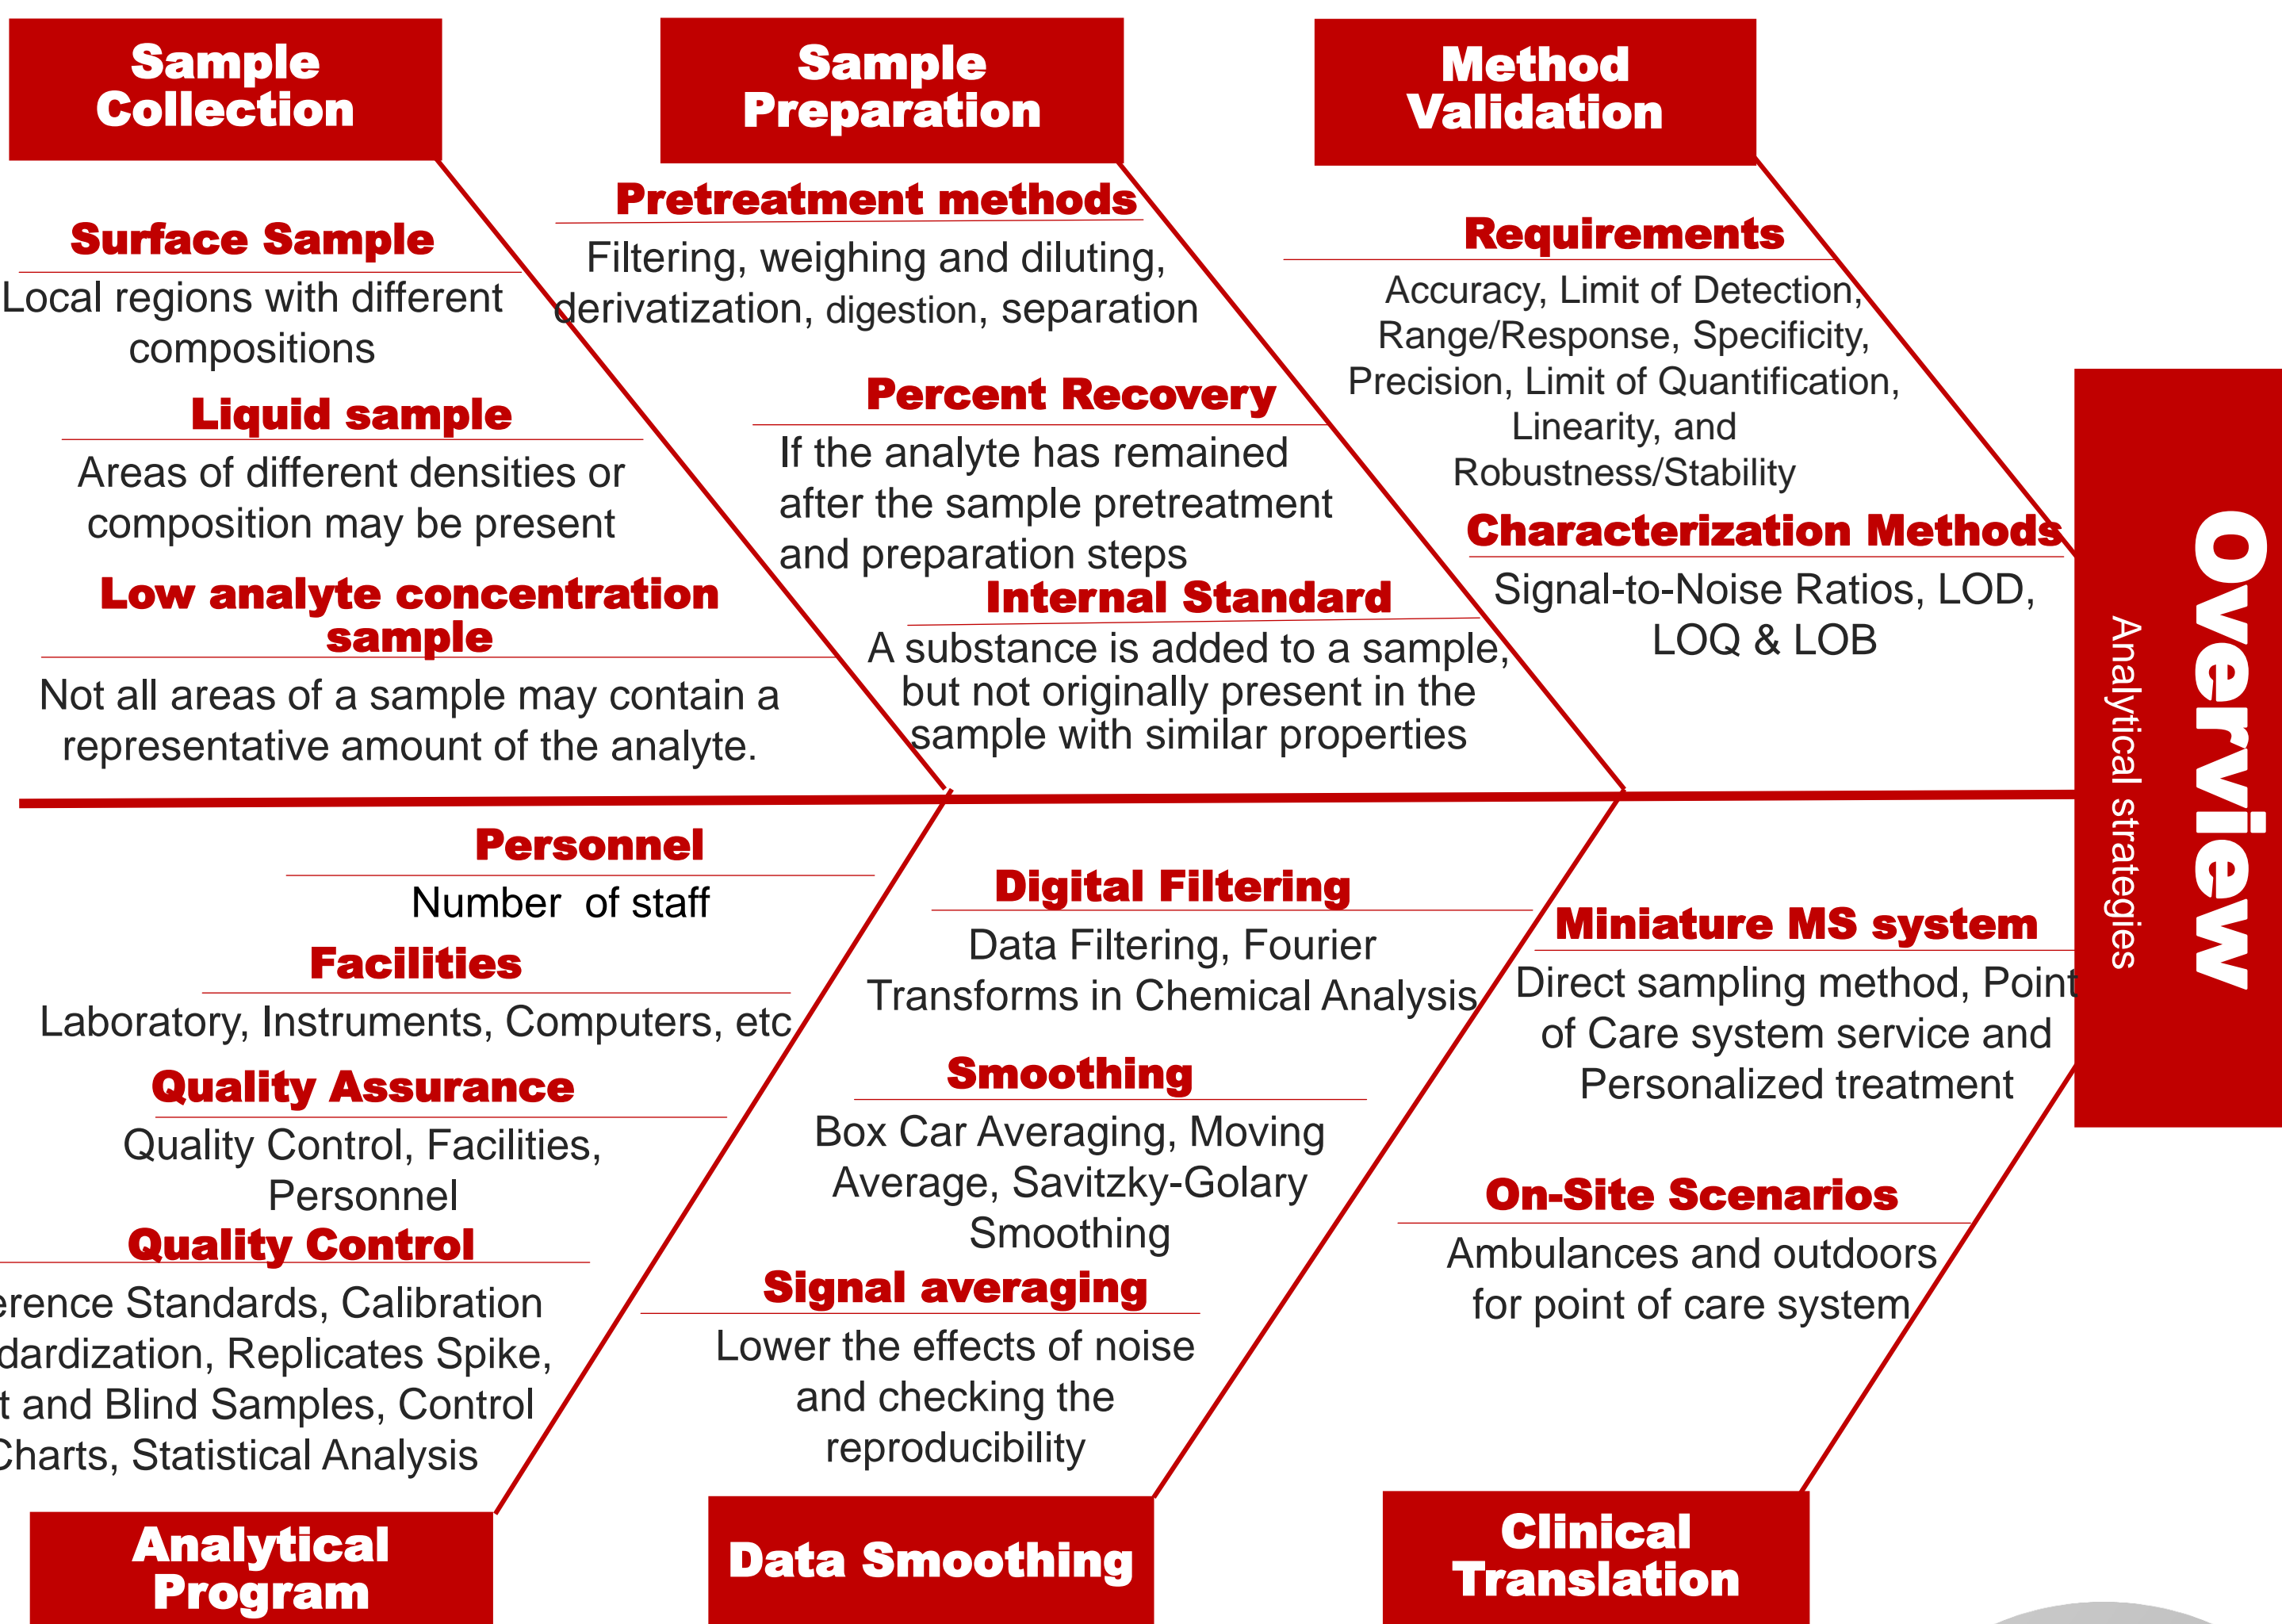 Sample
Collection
Surface Sample
Local regions with different
compositions
Liquid sample
Areas of different densities or
composition may be present
Low analyte concentration
sample
Not all areas of a sample may contain a
representative amount of the analyte.
Sample
Preparation
Pretreatment methods
Filtering, weighing and diluting,
derivatization, digestion, separation
Percent Recovery
If the analyte has remained
after the sample pretreatment
and preparation steps
Internal Standard
A substance is added to a sample,
but not originally present in the
sample with similar properties
Method
Validation
Requirements
Accuracy, Limit of Detection,
Range/Response, Specificity,
Precision, Limit of Quantification,
Linearity, and
Robustness/Stability
Characterization Methods
Signal-to-Noise Ratios, LOD,
LOQ & LOB
Overview
Analytical strategies
Personnel
Number of staff
Facilities
Laboratory, Instruments, Computers, etc
Quality Assurance
Quality Control, Facilities,
Personnel
Quality Control
Standards, Calibration
Replicates Spike,
and Blind Samples, Control
Charts, Statistical Analysis
Analytical
Program
Digital Filtering
Data Filtering, Fourier
Transforms in Chemical Analysis
Smoothing
Box Car Averaging, Moving
Average, Savitzky-Golary
Smoothing
Signal averaging
Lower the effects of noise
and checking the
reproducibility
Data Smoothing
Miniature MS system
Direct sampling method, Point
of Care system service and
Personalized treatment
On-Site Scenarios
Ambulances and outdoors
for point of care system
Clinical
Translation